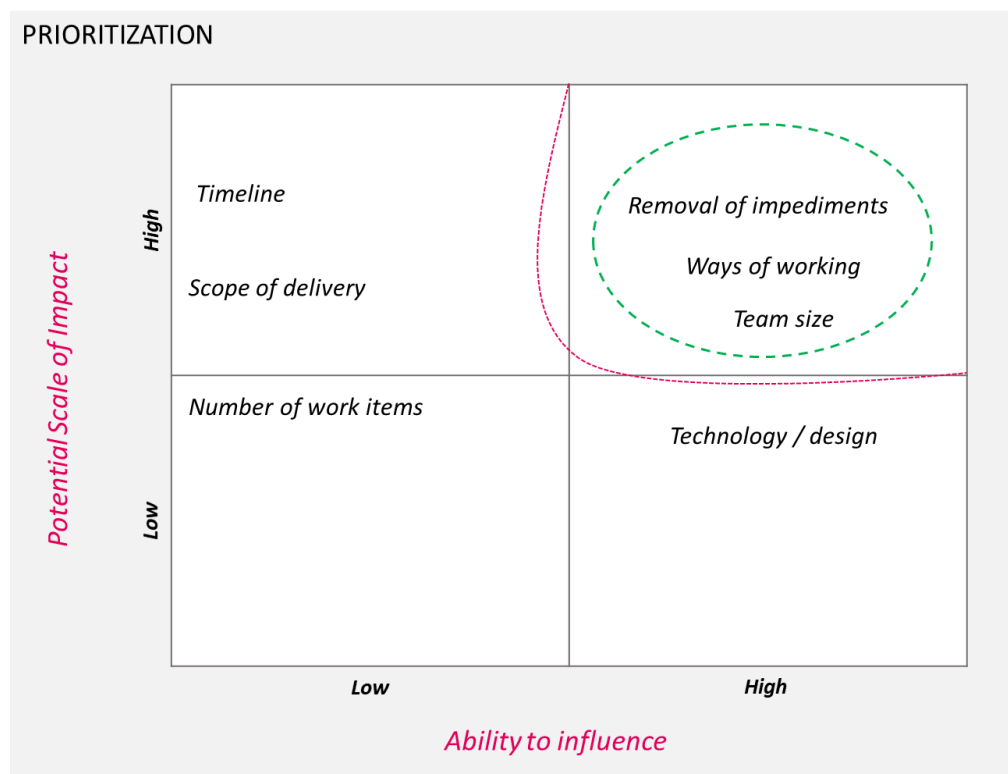 PRIORITIZATION
Potential Scale of Impact
High
Low
Timeline
Scope of delivery
Removal of impediments
Ways of working
Team size
Number of work items
Technology / design
Low
High
Ability to influence